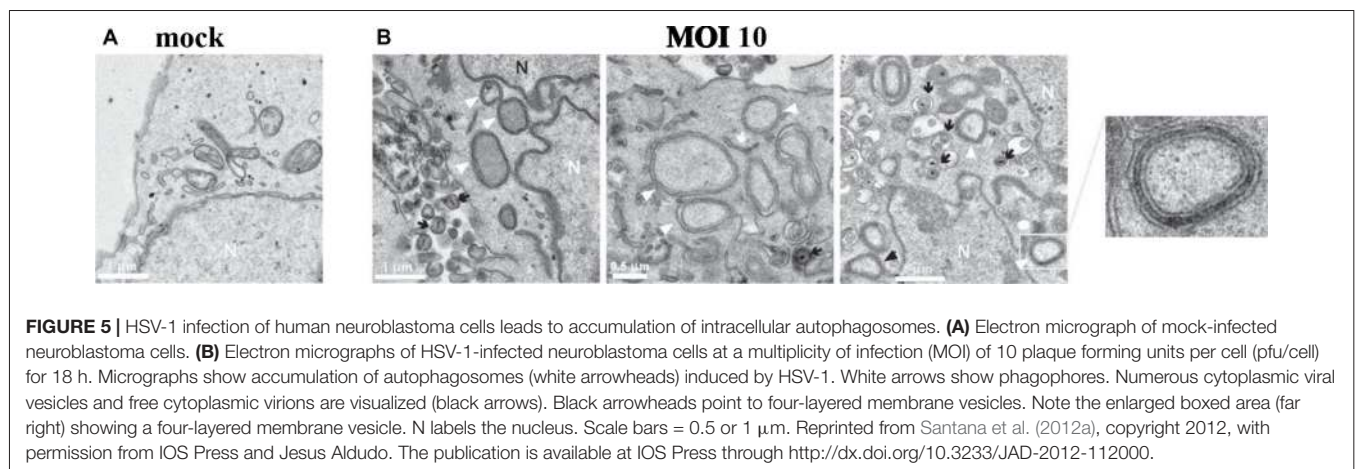 A mock
B MOI 10
N
N
N
N
N
1 µm
1 µm
0.5 µm
FIGURE 5 | HSV-1 infection of human neuroblastoma cells leads to accumulation of intracellular autophagosomes. (A) Electron micrograph of mock-infected
neuroblastoma cells. (B) Electron micrographs of HSV-1-infected neuroblastoma cells at a multiplicity of infection (MOI) of 10 plaque forming units per cell (pfu/cell)
for 18 h. Micrographs show accumulation of autophagosomes (white arrowheads) induced by HSV-1. White arrows show phagophores. Numerous cytoplasmic viral
vesicles and free cytoplasmic virions are visualized (black arrows). Black arrowheads point to four-layered membrane vesicles. Note the enlarged boxed area (far
right) showing a four-layered membrane vesicle. N labels the nucleus. Scale bars = 0.5 or 1 μm. Reprinted from Santana et al. (2012a), copyright 2012, with
permission from IOS Press and Jesus Aldudo. The publication is available at IOS Press through http://dx.doi.org/10.3233/JAD-2012-112000.